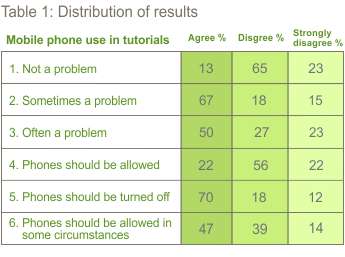 Table 1: Distribution of results
Mobile phone use in tutorials Agree % Disgree % Strongly disagree %
1. Not a problem 13 65 23
2. Sometimes a problem 67 18 15
3. Often a problem 50 27 23
4. Phones should be allowed 22 56 22
5. Phones should be turned off 70 18 12
6. Phones should be allowed in
some circumstances 47 39 14